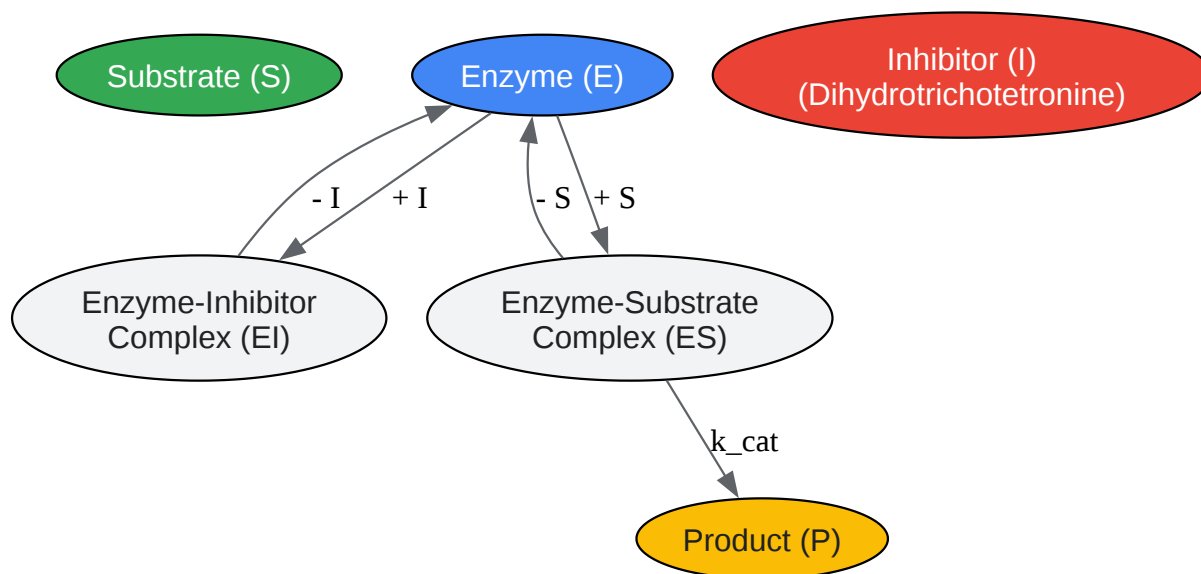 Substrate (S)
Enzyme (E)
Inhibitor (I)
(Dihydrotrichotetronine)
- I
+ I
- S
+ S
Enzyme-Inhibitor
Complex (EI)
Enzyme-Substrate
Complex (ES)
k_cat
Product (P)